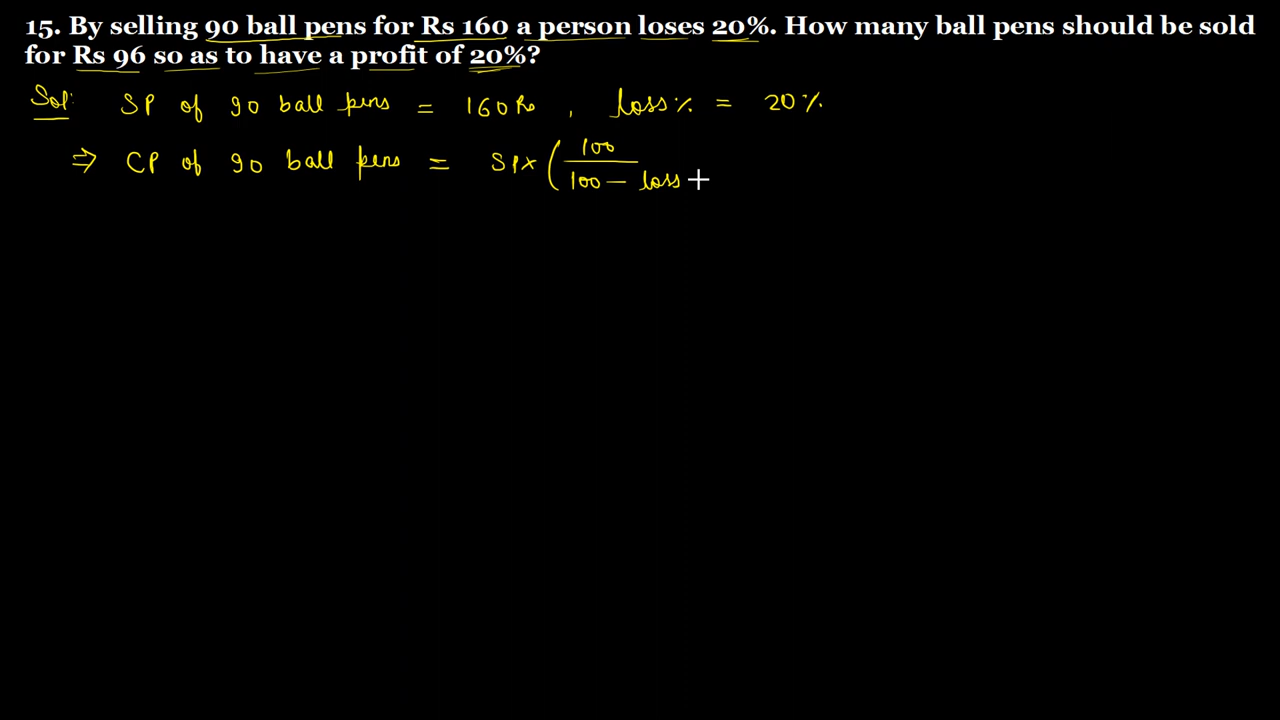 15. By selling 90 ball pens for Rs 160 a person loses 20%. How many ball pens should be sold
for Rs 96 so as to have a profit of 20%?
Sol: SP of 90 ball pens = 160 Rs , loss% = 20%
⇒ CP of 90 ball pens = SP× (100/100 - loss